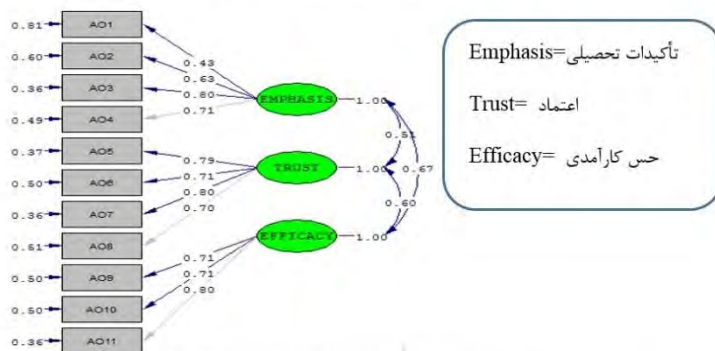 0.81 AO1
0.60 AO2
0.36 AO3
0.49 AO4
0.37 AO5
0.50 AO6
0.36 AO7
0.51 AO8
0.50 AO9
0.50 AO10
0.36 AO11
0.43
0.63
0.80
0.71
0.79
0.71
0.80
0.70
0.71
0.71
0.80
EMPHASIS 1.00
TRUST 1.00
EFFICACY 1.00
0.51
0.67
0.60
Emphasis=تأکیدات تحصیلی
Trust= اعتماد
Efficacy= حس کارآمدی